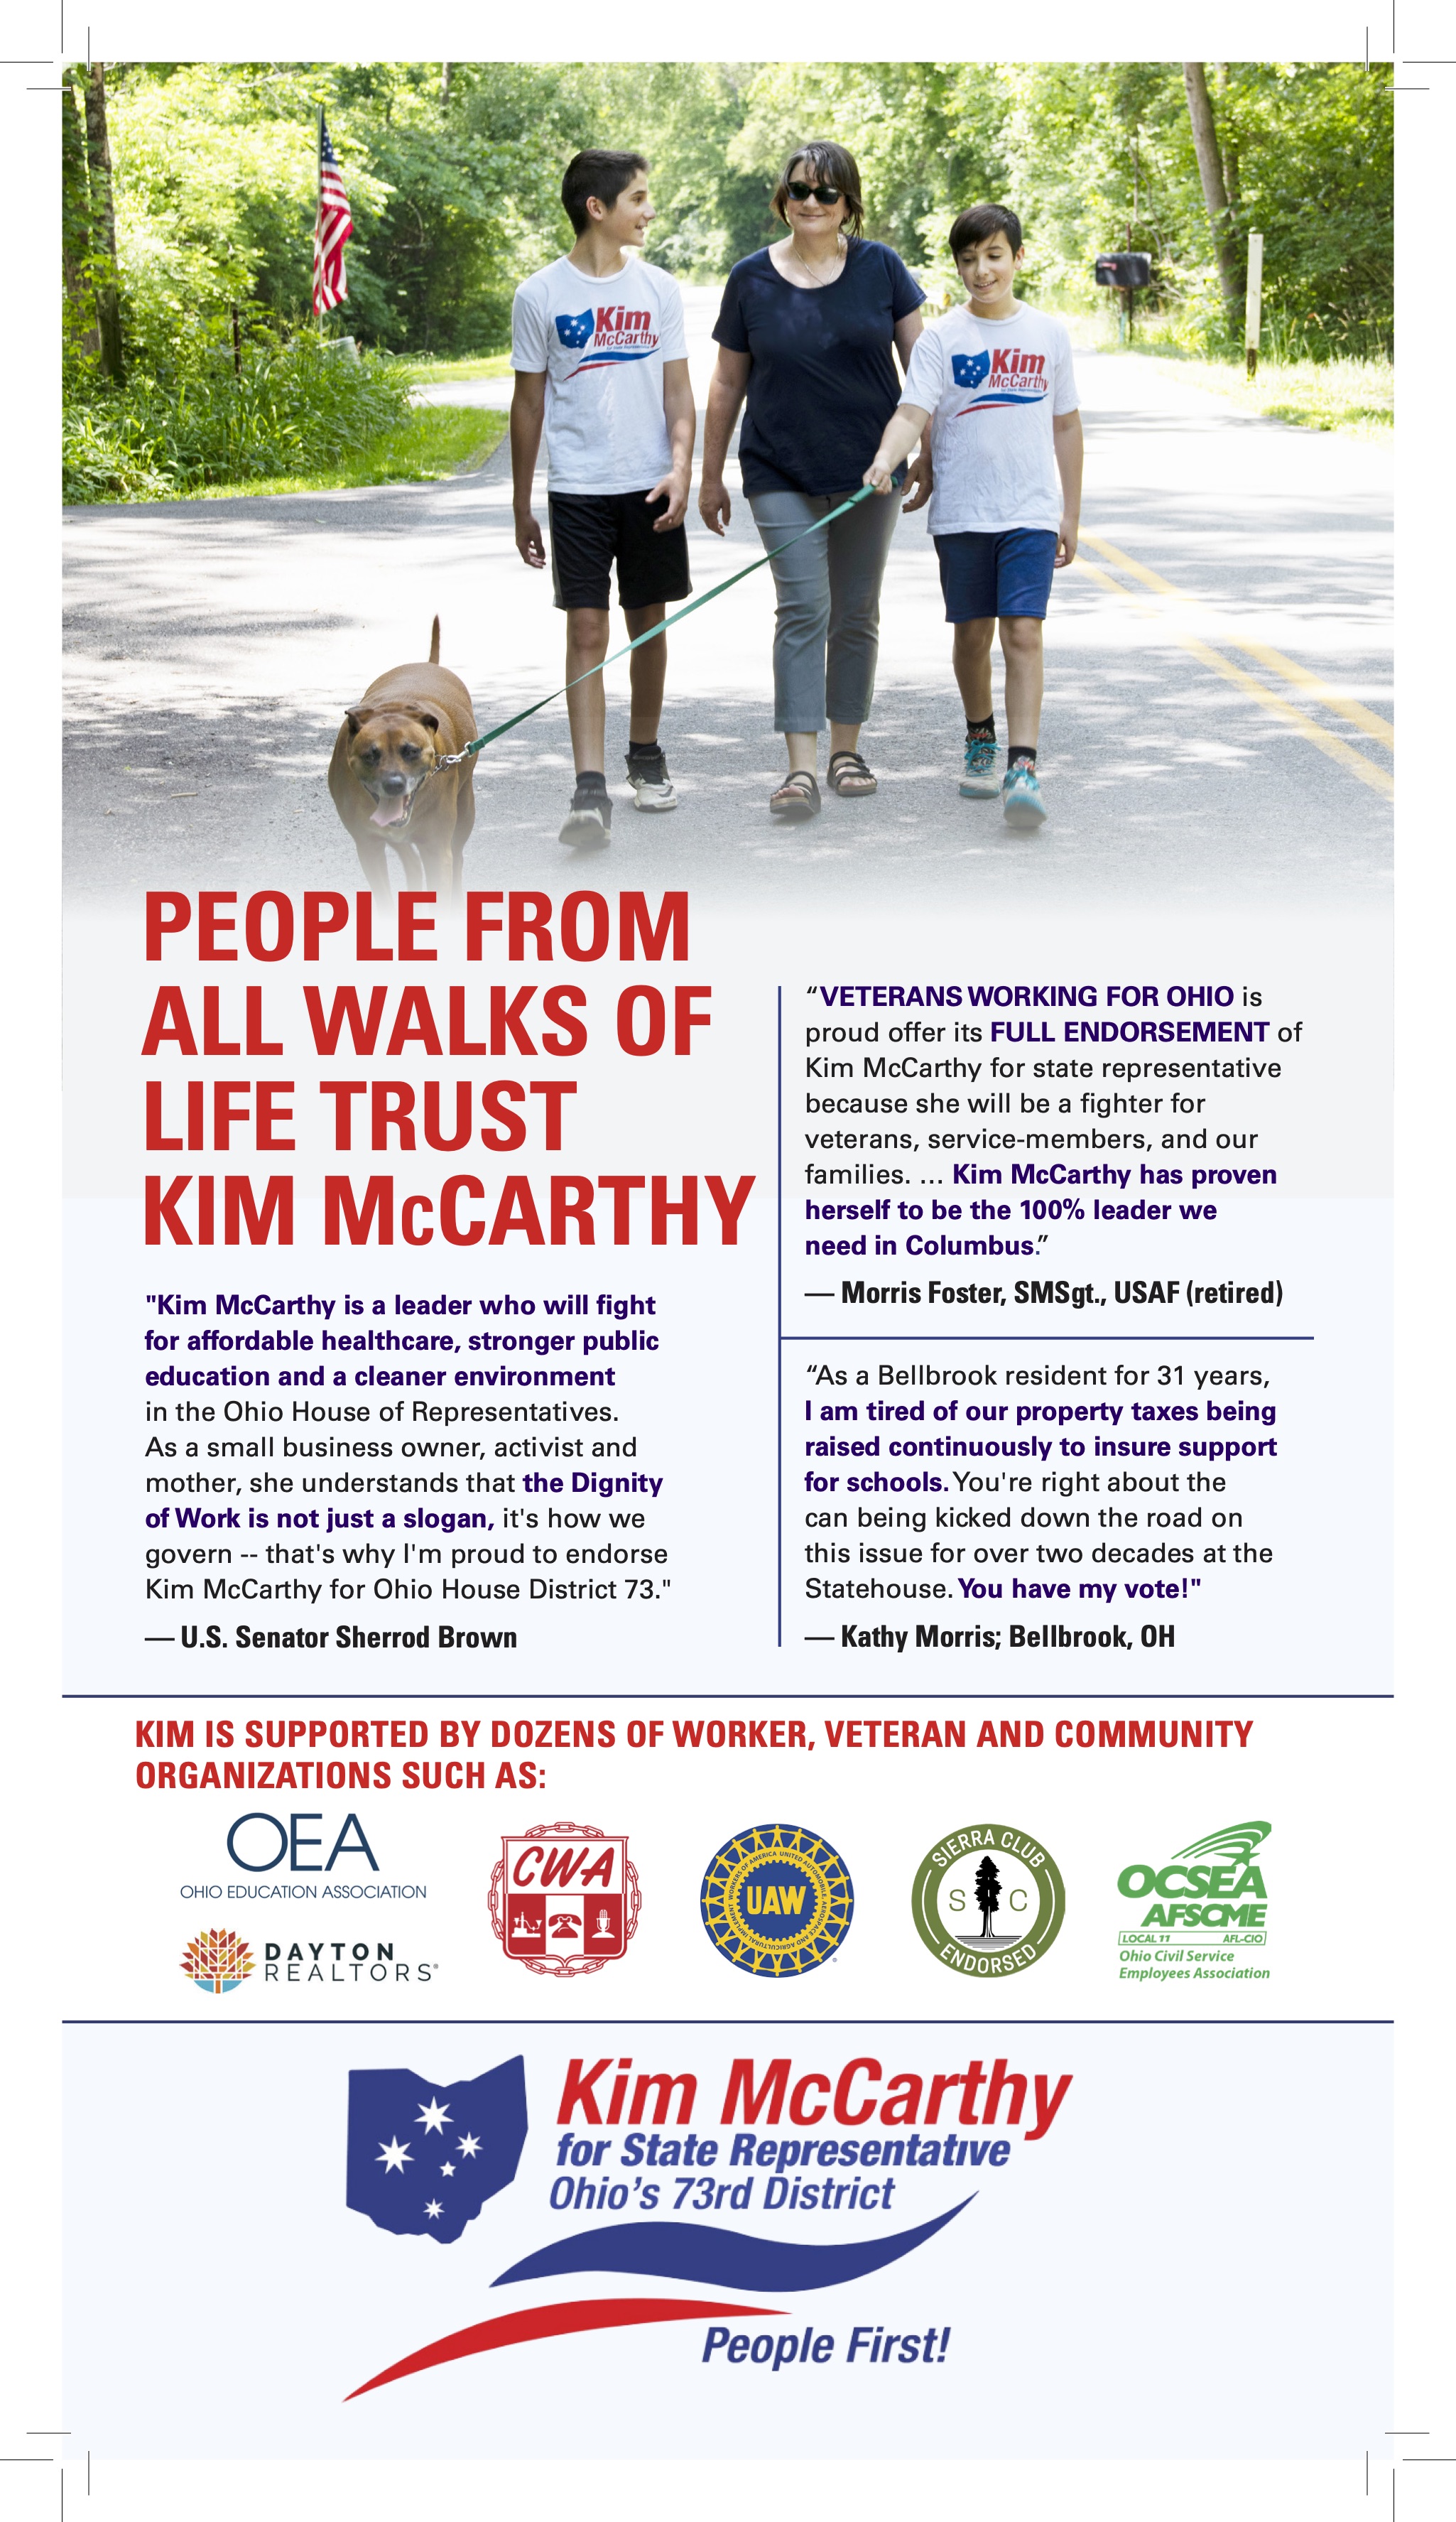 Kim
McCarthy
Kim
McCarthy
PEOPLE FROM
ALL WALKS OF
LIFE TRUST
KIM McCARTHY
"Kim McCarthy is a leader who will fight
for affordable healthcare, stronger public
education and a cleaner environment
in the Ohio House of Representatives.
As a small business owner, activist and
mother, she understands that the Dignity
of Work is not just a slogan, it's how we
govern -- that's why I'm proud to endorse
Kim McCarthy for Ohio House District 73."
— U.S. Senator Sherrod Brown
“VETERANS WORKING FOR OHIO is
proud offer its FULL ENDORSEMENT of
Kim McCarthy for state representative
because she will be a fighter for
veterans, service-members, and our
families. ... Kim McCarthy has proven
herself to be the 100% leader we
need in Columbus.”
— Morris Foster, SMSgt., USAF (retired)
“As a Bellbrook resident for 31 years,
I am tired of our property taxes being
raised continuously to insure support
for schools. You're right about the
can being kicked down the road on
this issue for over two decades at the
Statehouse. You have my vote!"
— Kathy Morris; Bellbrook, OH
KIM IS SUPPORTED BY DOZENS OF WORKER, VETERAN AND COMMUNITY
ORGANIZATIONS SUCH AS:
OEA
OHIO EDUCATION ASSOCIATION
DAYTON
REALTORS®
CWA
UNITED AUTOMOBILE AEROSPACE AND AGRICULTURAL IMPLEMENT WORKERS OF AMERICA
UAW
®
SIERRA CLUB
S C
ENDORSED
OCSEA
AFSCME
LOCAL 11 AFL-CIO
Ohio Civil Service
Employees Association
Kim McCarthy
for State Representative
Ohio's 73rd District
People First!